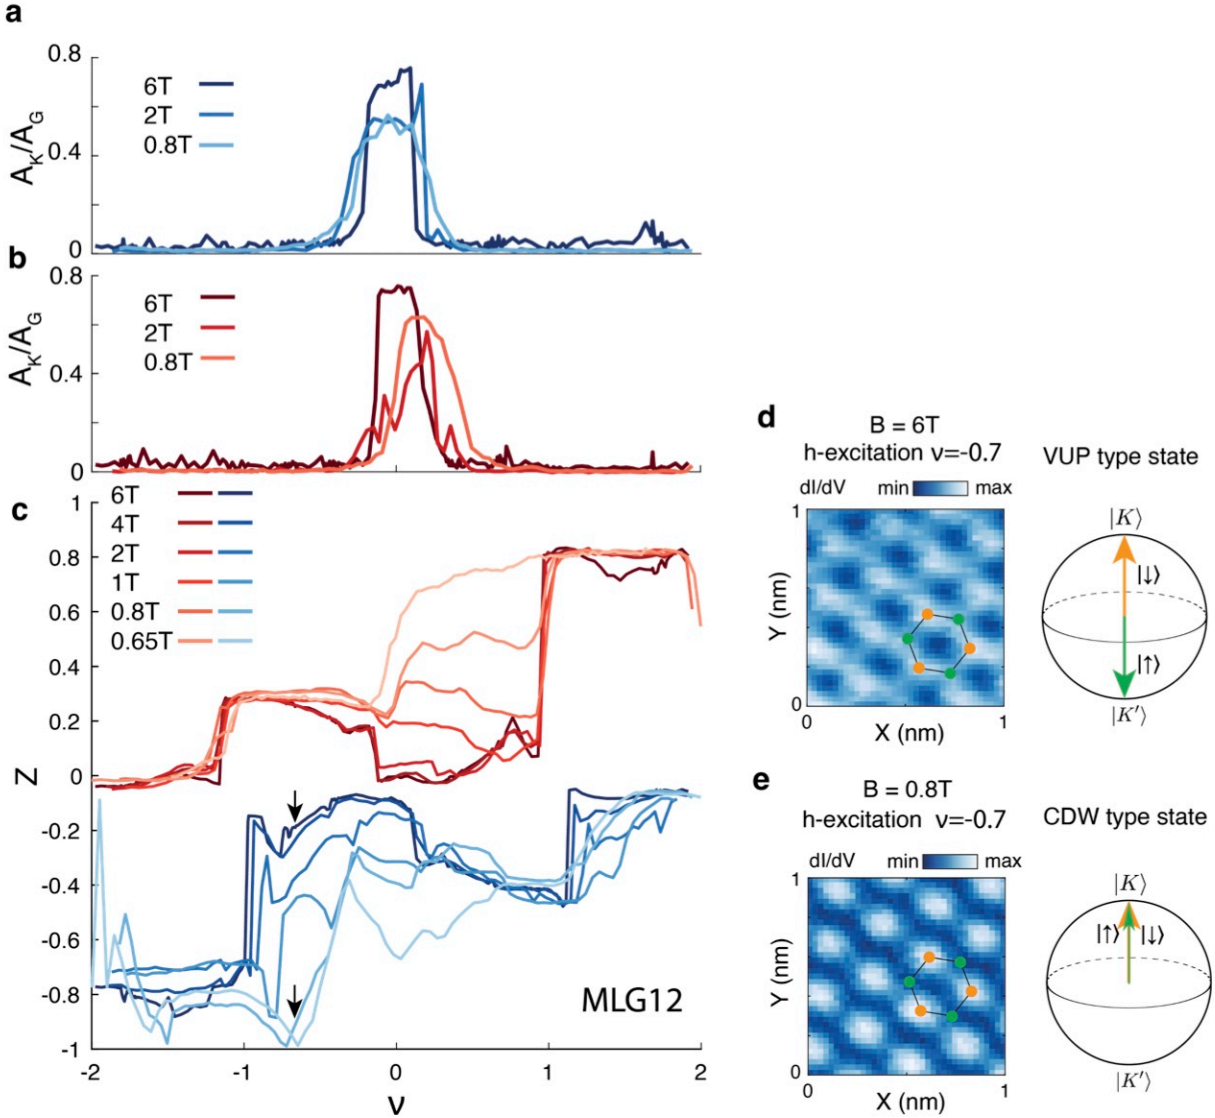 a
0.8
0.4
0
A_K/A_G
6T
2T
0.8T
b
0.8
0.4
0
A_K/A_G
6T
2T
0.8T
c
1
0.8
0.6
0.4
0.2
0
-0.2
-0.4
-0.6
-0.8
-1
Z
6T
4T
2T
1T
0.8T
0.65T
MLG12
-2
-1
0
1
2
ν
d
B = 6T
h-excitation ν=-0.7
dI/dV min max
1
Y (nm)
0
0
1
X (nm)
VUP type state
|K⟩
|↓⟩
|↑⟩
|K'⟩
e
B = 0.8T
h-excitation ν=-0.7
dI/dV min max
1
Y (nm)
0
0
1
X (nm)
CDW type state
|K⟩
|↑⟩ |↓⟩
|K'⟩